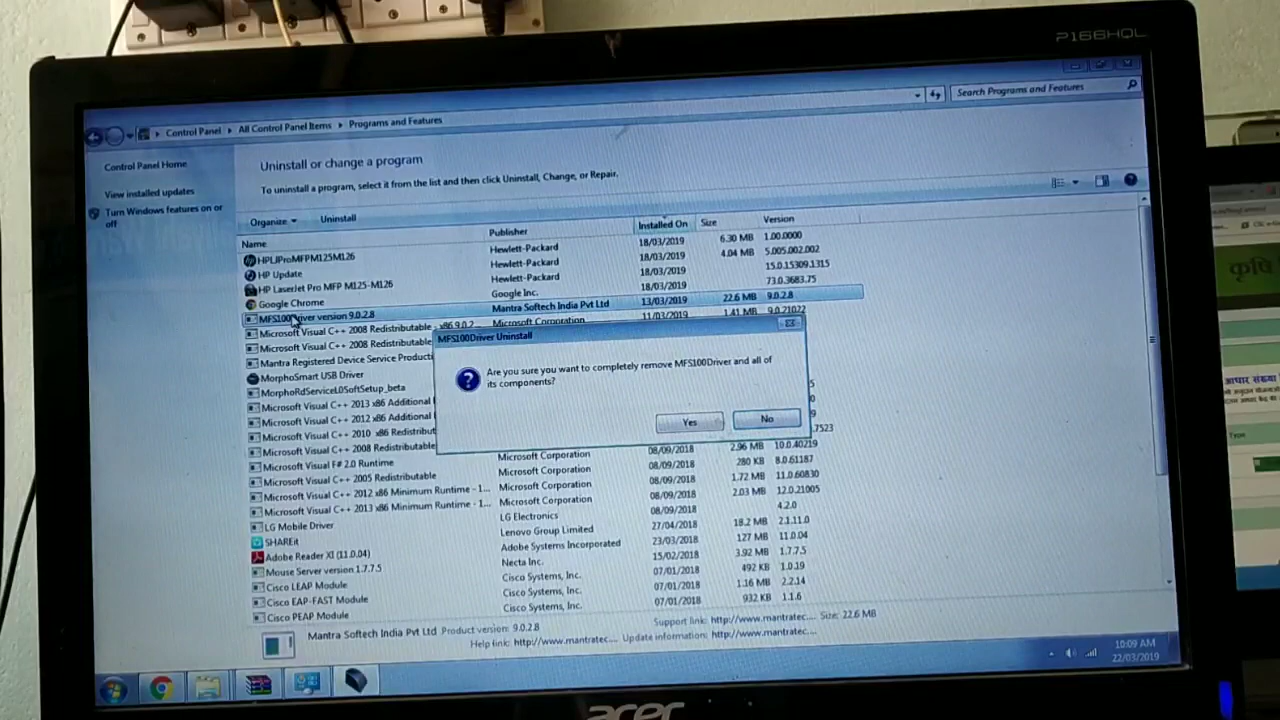 P166HQL
Control Panel ▸ All Control Panel Items ▸ Programs and Features
Search Programs and Features
Control Panel Home
View installed updates
Turn Windows features on or off
Uninstall or change a program
To uninstall a program, select it from the list and then click Uninstall, Change, or Repair.
Organize Uninstall
Name Publisher Installed On Size Version
HPLJProMFPM125M126 Hewlett-Packard 18/03/2019 6.30 MB 1.00.0000
HP Update Hewlett-Packard 18/03/2019 4.04 MB 5.005.002.002
HP LaserJet Pro MFP M125-M126 Hewlett-Packard 18/03/2019 15.0.15309.1315
Google Chrome Google Inc. 18/03/2019 73.0.3683.75
MFS100Driver version 9.0.2.8 Mantra Softech India Pvt Ltd 13/03/2019 22.6 MB 9.0.2.8
Microsoft Visual C++ 2008 Redistributable - x86 9.0.2... Microsoft Corporation 11/03/2019 1.41 MB 9.0.21022
Microsoft Visual C++ 2008 Redistributable
Mantra Registered Device Service Producti
MorphoSmart USB Driver
MorphoRdServiceL0SoftSetup_beta
Microsoft Visual C++ 2013 x86 Additional
Microsoft Visual C++ 2012 x86 Additional
Microsoft Visual C++ 2010 x86 Redistribut
.7523
Microsoft Visual C++ 2008 Redistributable
MFS100Driver Uninstall
Are you sure you want to completely remove MFS100Driver and all of
its components?
Yes No
Microsoft Visual F# 2.0 Runtime Microsoft Corporation 08/09/2018 2.96 MB 10.0.40219
Microsoft Visual C++ 2005 Redistributable Microsoft Corporation 08/09/2018 280 KB 8.0.61187
Microsoft Visual C++ 2012 x86 Minimum Runtime - 1... Microsoft Corporation 08/09/2018 1.72 MB 11.0.60830
Microsoft Visual C++ 2013 x86 Minimum Runtime - 1... Microsoft Corporation 08/09/2018 2.03 MB 12.0.21005
LG Mobile Driver LG Electronics 08/09/2018 4.2.0
SHAREit Lenovo Group Limited 27/04/2018 18.2 MB 2.1.11.0
Adobe Reader XI (11.0.04) Adobe Systems Incorporated 23/03/2018 127 MB 11.0.04
Mouse Server version 1.7.7.5 Necta Inc. 15/02/2018 3.92 MB 1.7.7.5
Cisco LEAP Module Cisco Systems, Inc. 07/01/2018 492 KB 1.0.19
Cisco EAP-FAST Module Cisco Systems, Inc. 07/01/2018 1.16 MB 2.2.14
Cisco PEAP Module Cisco Systems, Inc. 07/01/2018 932 KB 1.1.6
Mantra Softech India Pvt Ltd Product version: 9.0.2.8 Support link: http://www.mantratec.... Size: 22.6 MB
Help link: http://www.mantratec.... Update information: http://www.mantratec....
10:09 AM
22/03/2019
acer
कृषि
आधार संख्या
Type